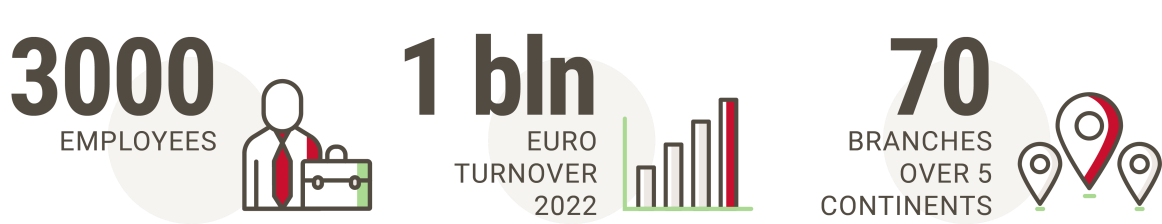 3000
EMPLOYEES
1 bln
EURO
TURNOVER
2022
70
BRANCHES
OVER 5
CONTINENTS